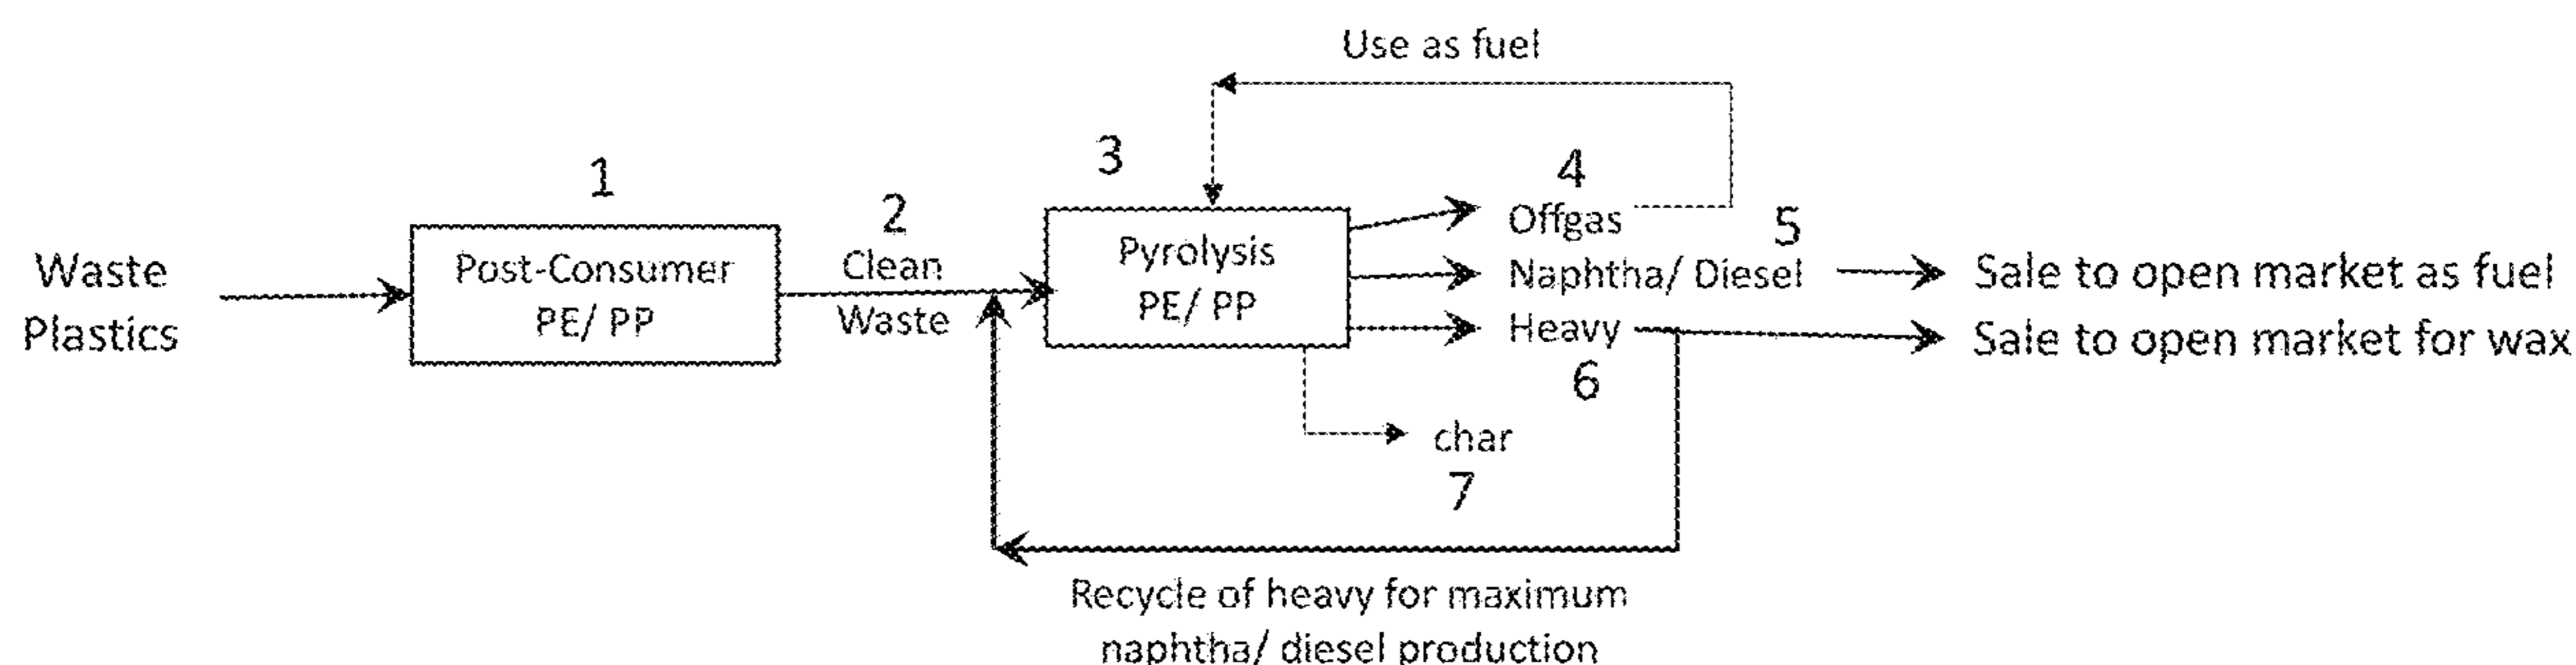 Use as fuel
1
2
3
4
5
Waste
Plastics
Post-Consumer
PE/ PP
Clean
Waste
Pyrolysis
PE/ PP
Offgas
Naphtha/ Diesel
Heavy
6
Sale to open market as fuel
Sale to open market for wax
char
7
Recycle of heavy for maximum
naphtha/ diesel production